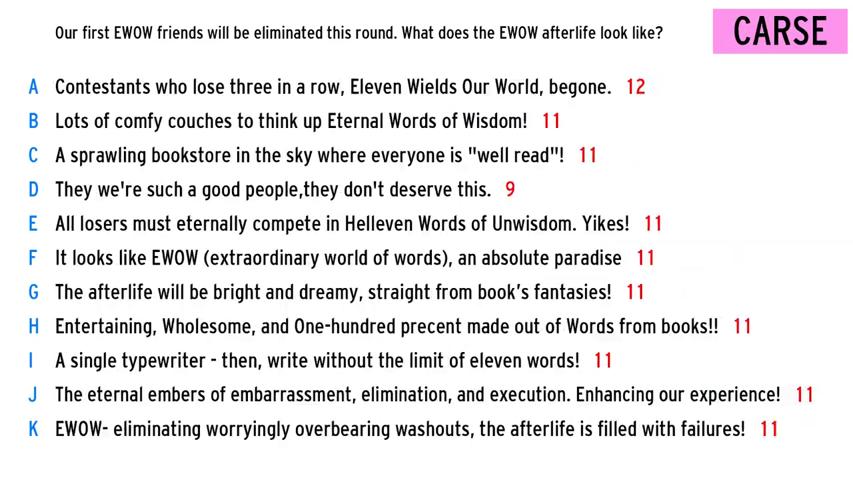 Our first EWOW friends will be eliminated this round. What does the EWOW afterlife look like?
CARSE
A Contestants who lose three in a row, Eleven Wields Our World, begone. 12
B Lots of comfy couches to think up Eternal Words of Wisdom! 11
C A sprawling bookstore in the sky where everyone is "well read"! 11
D They we're such a good people,they don't deserve this. 9
E All losers must eternally compete in Helleven Words of Unwisdom. Yikes! 11
F It looks like EWOW (extraordinary world of words), an absolute paradise 11
G The afterlife will be bright and dreamy, straight from book's fantasies! 11
H Entertaining, Wholesome, and One-hundred precent made out of Words from books!! 11
I A single typewriter - then, write without the limit of eleven words! 11
J The eternal embers of embarrassment, elimination, and execution. Enhancing our experience! 11
K EWOW- eliminating worryingly overbearing washouts, the afterlife is filled with failures! 11